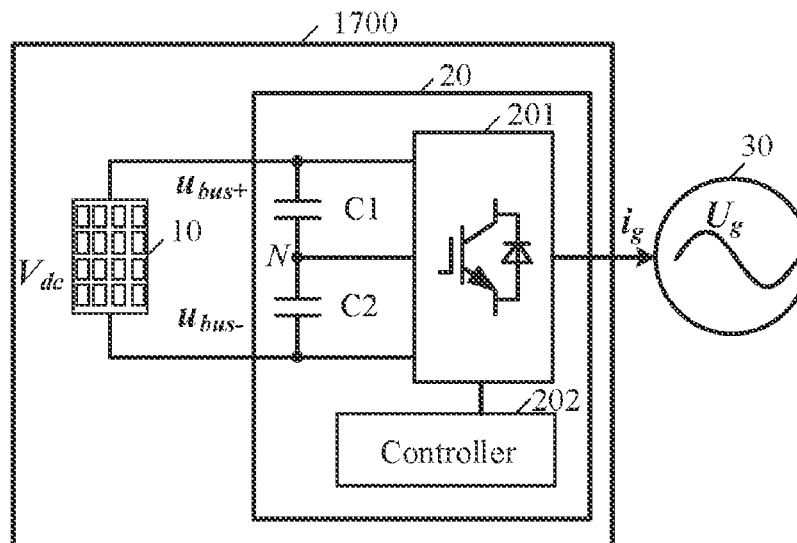 1700
20
201
30
u_bus+
C1
10
N
i_g
U_g
V_dc
C2
u_bus-
202
Controller